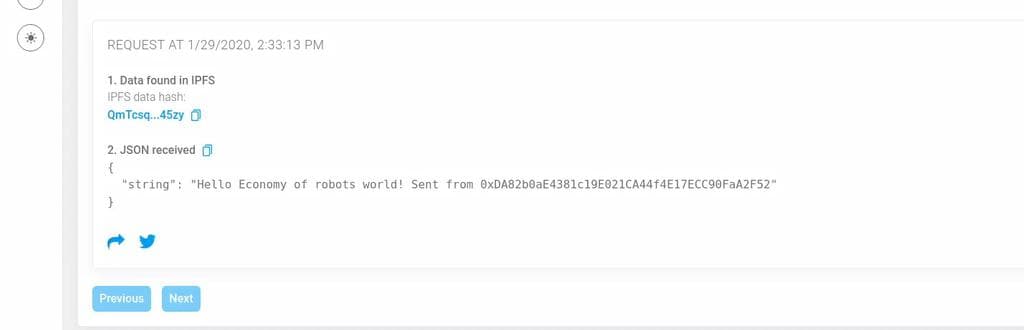 REQUEST AT 1/29/2020, 2:33:13 PM
1. Data found in IPFS
IPFS data hash:
QmTcsq...45zy
2. JSON received
{
"string": "Hello Economy of robots world! Sent from 0xDA82b0aE4381c19E021CA44f4E17ECC90FaA2F52"
}
Previous Next